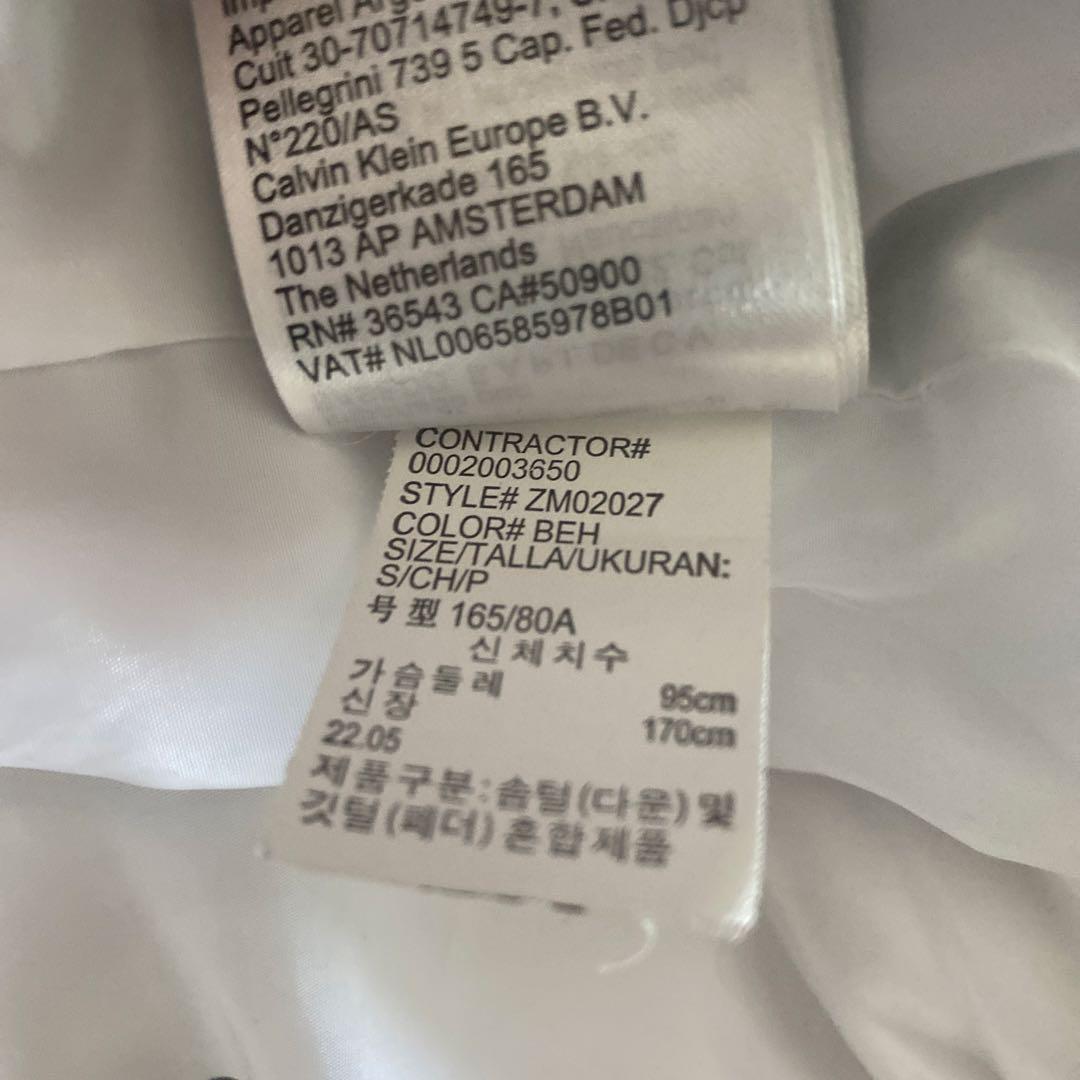 Apparel
Cuit 30-70714749-7,
Pellegrini 739 5 Cap. Fed. Djcp
N°220/AS
Calvin Klein Europe B.V.
Danzigerkade 165
1013 AP AMSTERDAM
The Netherlands
RN# 36543 CA#50900
VAT# NL006585978B01
CONTRACTOR#
0002003650
STYLE# ZM02027
COLOR# BEH
SIZE/TALLA/UKURAN:
S/CH/P
号型 165/80A
신체치수
가슴둘레 95cm
신장 170cm
22.05
제품구분:솜털(다운)및
깃털(페더)혼합제품